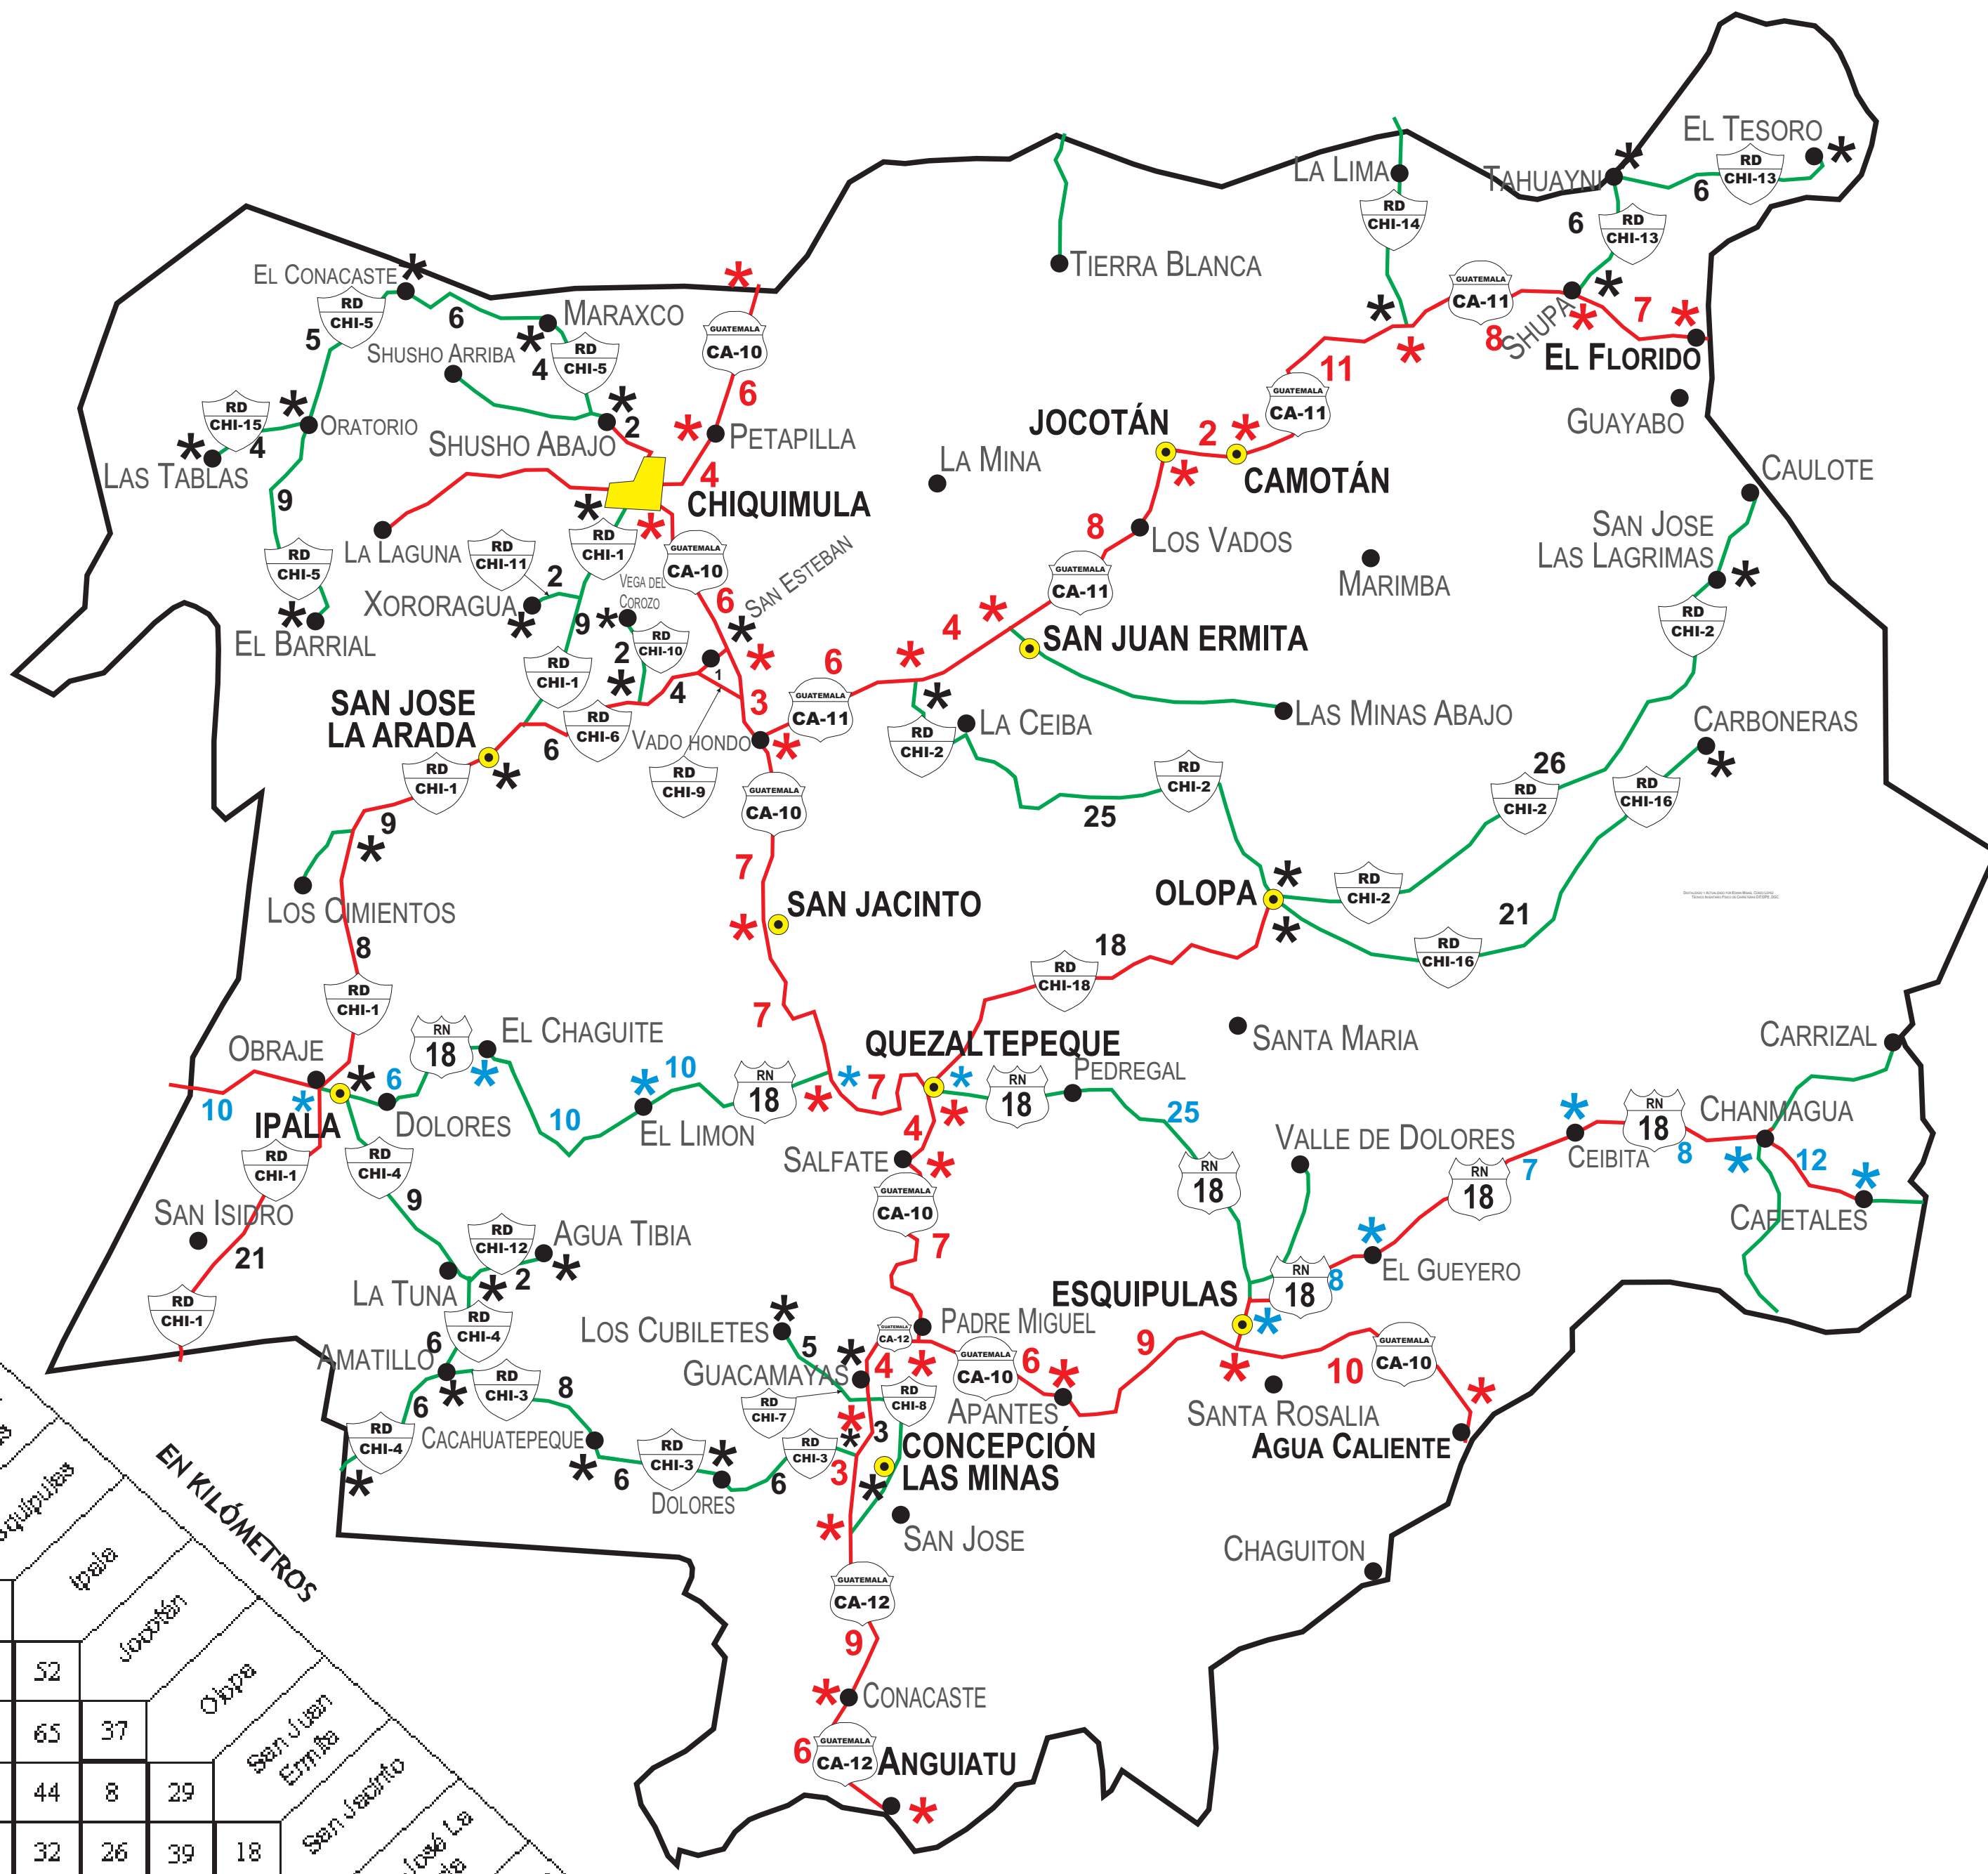 EL TESORO
RD
CHI-13
6
TAHUAYNI
LA LIMA
RD
CHI-14
6
RD
CHI-13
TIERRA BLANCA
EL CONACASTE
RD
CHI-5
5
6
MARAXCO
SHUSHO ARRIBA
4
RD
CHI-5
GUATEMALA
CA-10
6
GUATEMALA
CA-11
8
SHUPA
7
EL FLORIDO
11
GUATEMALA
CA-11
GUAYABO
RD
CHI-15
4
LAS TABLAS
ORATORIO
SHUSHO ABAJO
2
PETAPILLA
4
CHIQUIMULA
JOCOTÁN
2
CAMOTÁN
LA MINA
CAULOTE
9
LA LAGUNA
RD
CHI-5
EL BARRIAL
RD
CHI-11
2
XORORAGUA
RD
CHI-1
9
VEGA DEL
COROZO
GUATEMALA
CA-10
6
SAN ESTEBAN
8
LOS VADOS
GUATEMALA
CA-11
MARIMBA
SAN JOSE
LAS LAGRIMAS
RD
CHI-2
RD
CHI-10
2
4
1
3
RD
CHI-1
SAN JOSE
LA ARADA
RD
CHI-6
6
VADO HONDO
RD
CHI-9
6
GUATEMALA
CA-11
4
SAN JUAN ERMITA
LAS MINAS ABAJO
RD
CHI-2
LA CEIBA
RD
CHI-2
25
CARBONERAS
26
RD
CHI-2
RD
CHI-16
RD
CHI-1
9
LOS CIMIENTOS
8
GUATEMALA
CA-10
7
SAN JACINTO
OLOPA
RD
CHI-2
21
RD
CHI-16
18
RD
CHI-18
RD
CHI-1
7
OBRAJE
RN
18
EL CHAGUITE
10
6
IPALA
DOLORES
10
10
EL LIMON
RN
18
7
QUEZALTEPEQUE
RN
18
PEDREGAL
SANTA MARIA
CARRIZAL
25
4
SALFATE
GUATEMALA
CA-10
7
RN
18
VALLE DE DOLORES
CEIBITA
RN
18
8
CHANMAGUA
12
CAFETALES
7
RN
18
EL GUEYERO
8
RN
18
ESQUIPULAS
RD
CHI-1
SAN ISIDRO
21
RD
CHI-1
RD
CHI-4
9
RD
CHI-12
2
AGUA TIBIA
LA TUNA
RD
CHI-4
6
AMATILLO
RD
CHI-3
8
6
RD
CHI-4
CACAHUATEPEQUE
6
RD
CHI-3
DOLORES
6
RD
CHI-3
LOS CUBILETES
5
GUACAMAYAS
RD
CHI-7
GUATEMALA
CA-12
4
PADRE MIGUEL
GUATEMALA
CA-10
6
APANTES
9
10
GUATEMALA
CA-10
SANTA ROSALIA
AGUA CALIENTE
RD
CHI-8
3
3
CONCEPCIÓN
LAS MINAS
SAN JOSE
CHAGUITON
GUATEMALA
CA-12
9
CONACASTE
6
GUATEMALA
CA-12
ANGUIATU
EN KILÓMETROS
Ipala
Jocotán
Olopa
San Juan
Ermita
San Jacinto
52
65 37
44 8 29
32 26 39 18